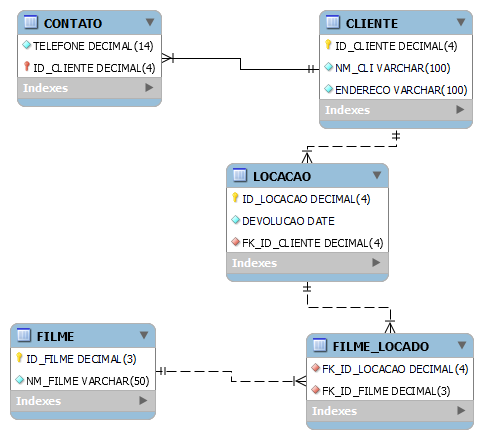 CONTATO
TELEFONE DECIMAL(14)
ID_CLIENTE DECIMAL(4)
Indexes
CLIENTE
ID_CLIENTE DECIMAL(4)
NM_CLI VARCHAR(100)
ENDERECO VARCHAR(100)
Indexes
LOCACAO
ID_LOCACAO DECIMAL(4)
DEVOLUCAO DATE
FK_ID_CLIENTE DECIMAL(4)
Indexes
FILME
ID_FILME DECIMAL(3)
NM_FILME VARCHAR(50)
Indexes
FILME_LOCADO
FK_ID_LOCACAO DECIMAL(4)
FK_ID_FILME DECIMAL(3)
Indexes